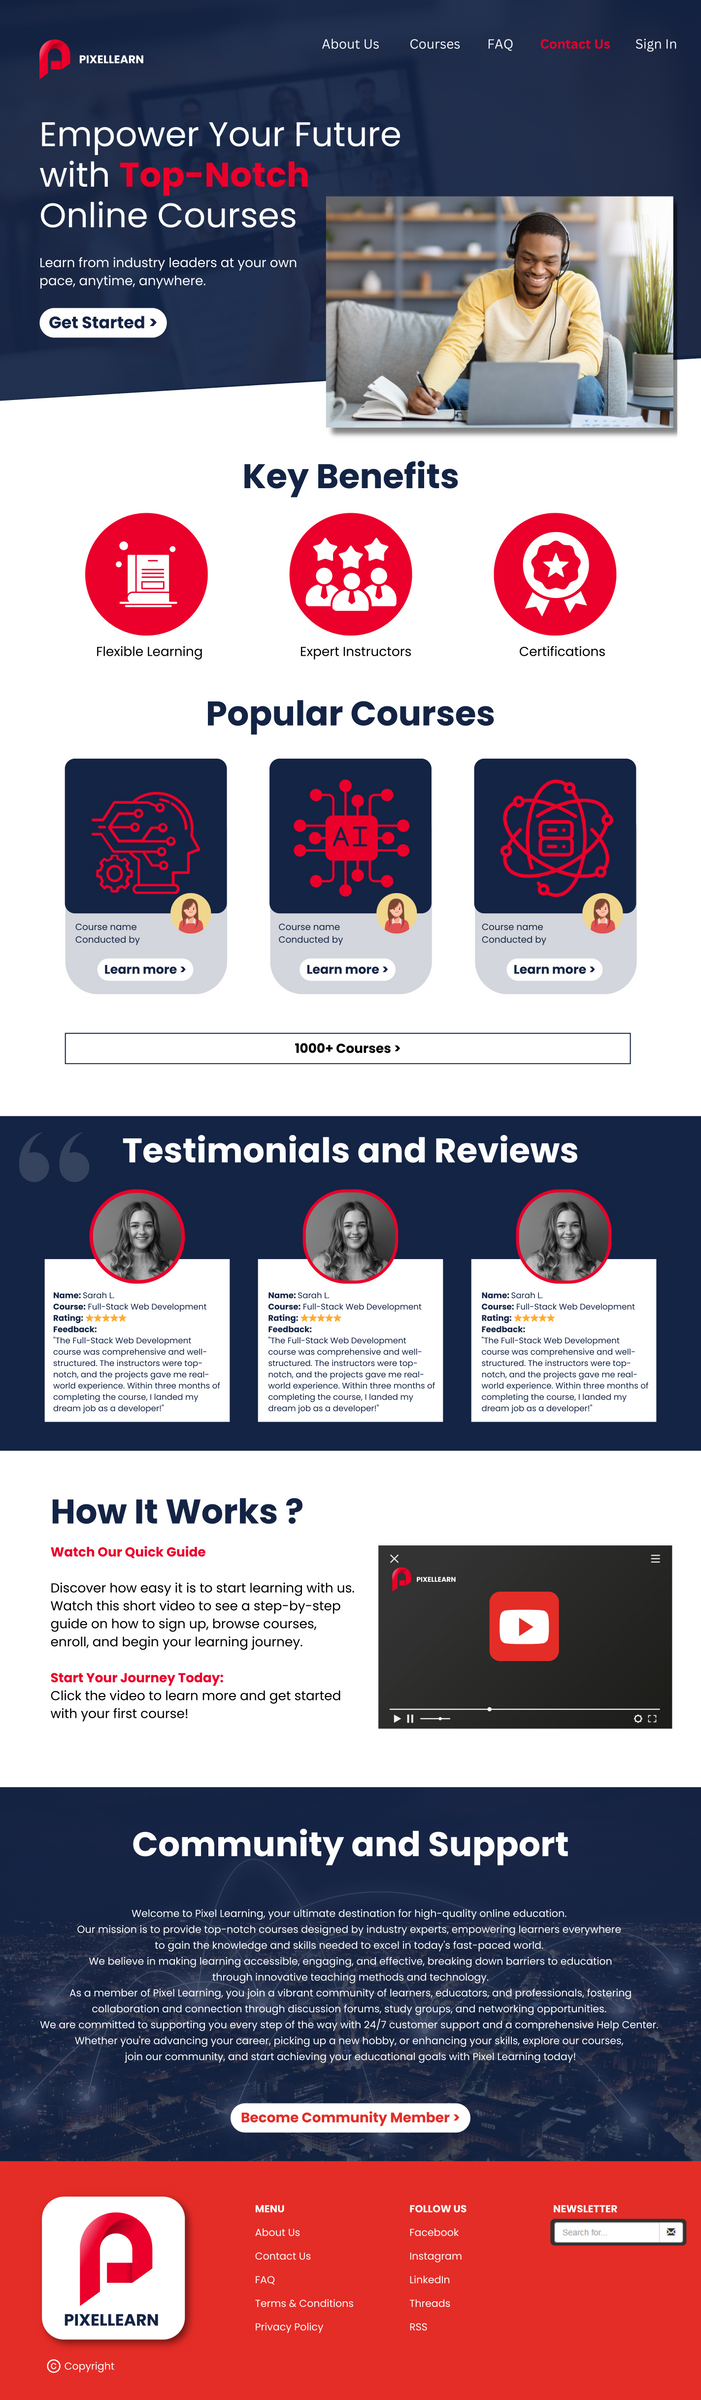 PIXELLEARN
About Us
Courses
FAQ
Contact Us
Sign In
Empower Your Future
with Top-Notch
Online Courses
Learn from industry leaders at your own
pace, anytime, anywhere.
Get Started >
Key Benefits
Flexible Learning
Expert Instructors
Certifications
Popular Courses
AI
Course name
Conducted by
Learn more >
Course name
Conducted by
Learn more >
Course name
Conducted by
Learn more >
1000+ Courses >
Testimonials and Reviews
Name: Sarah L.
Course: Full-Stack Web Development
Rating: ⭐⭐⭐⭐⭐
Feedback:
"The Full-Stack Web Development
course was comprehensive and well-
structured. The instructors were top-
notch, and the projects gave me real-
world experience. Within three months of
completing the course, I landed my
dream job as a developer!"
Name: Sarah L.
Course: Full-Stack Web Development
Rating: ⭐⭐⭐⭐⭐
Feedback:
"The Full-Stack Web Development
course was comprehensive and well-
structured. The instructors were top-
notch, and the projects gave me real-
world experience. Within three months of
completing the course, I landed my
dream job as a developer!"
Name: Sarah L.
Course: Full-Stack Web Development
Rating: ⭐⭐⭐⭐⭐
Feedback:
"The Full-Stack Web Development
course was comprehensive and well-
structured. The instructors were top-
notch, and the projects gave me real-
world experience. Within three months of
completing the course, I landed my
dream job as a developer!"
How It Works ?
Watch Our Quick Guide
Discover how easy it is to start learning with us.
Watch this short video to see a step-by-step
guide on how to sign up, browse courses,
enroll, and begin your learning journey.
Start Your Journey Today:
Click the video to learn more and get started
with your first course!
PIXELLEARN
Community and Support
Welcome to Pixel Learning, your ultimate destination for high-quality online education.
Our mission is to provide top-notch courses designed by industry experts, empowering learners everywhere
to gain the knowledge and skills needed to excel in today's fast-paced world.
We believe in making learning accessible, engaging, and effective, breaking down barriers to education
through innovative teaching methods and technology.
As a member of Pixel Learning, you join a vibrant community of learners, educators, and professionals, fostering
collaboration and connection through discussion forums, study groups, and networking opportunities.
We are committed to supporting you every step of the way with 24/7 customer support and a comprehensive Help Center.
Whether you're advancing your career, picking up a new hobby, or enhancing your skills, explore our courses,
join our community, and start achieving your educational goals with Pixel Learning today!
Become Community Member >
PIXELLEARN
© Copyright
MENU
About Us
Contact Us
FAQ
Terms & Conditions
Privacy Policy
FOLLOW US
Facebook
Instagram
LinkedIn
Threads
RSS
NEWSLETTER
Search for...